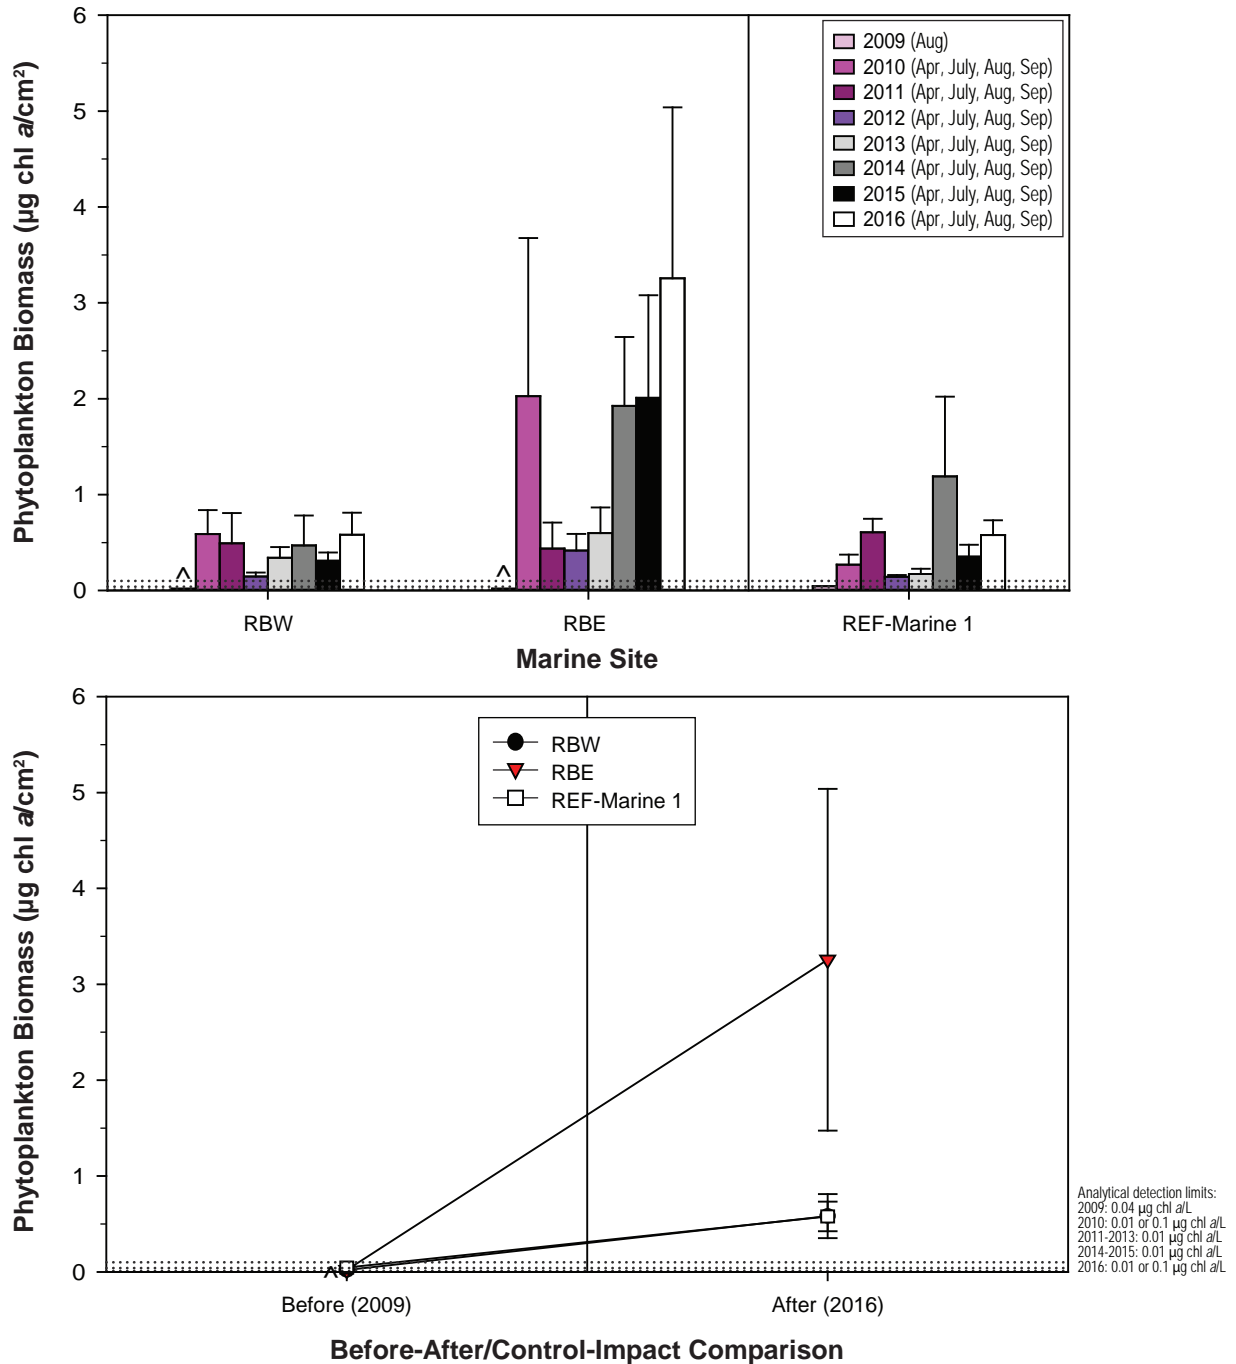 Phytoplankton Biomass (µg chl a/cm²)
6
5
4
3
2
1
0
^
^
2009 (Aug)
2010 (Apr, July, Aug, Sep)
2011 (Apr, July, Aug, Sep)
2012 (Apr, July, Aug, Sep)
2013 (Apr, July, Aug, Sep)
2014 (Apr, July, Aug, Sep)
2015 (Apr, July, Aug, Sep)
2016 (Apr, July, Aug, Sep)
RBW
RBE
REF-Marine 1
Marine Site
Phytoplankton Biomass (µg chl a/cm²)
6
5
4
3
2
1
0
RBW
RBE
REF-Marine 1
^
Before (2009)
After (2016)
Before-After/Control-Impact Comparison
Analytical detection limits:
2009: 0.04 µg chl a/L
2010: 0.01 or 0.1 µg chl a/L
2011-2013: 0.01 µg chl a/L
2014-2015: 0.01 µg chl a/L
2016: 0.01 or 0.1 µg chl a/L